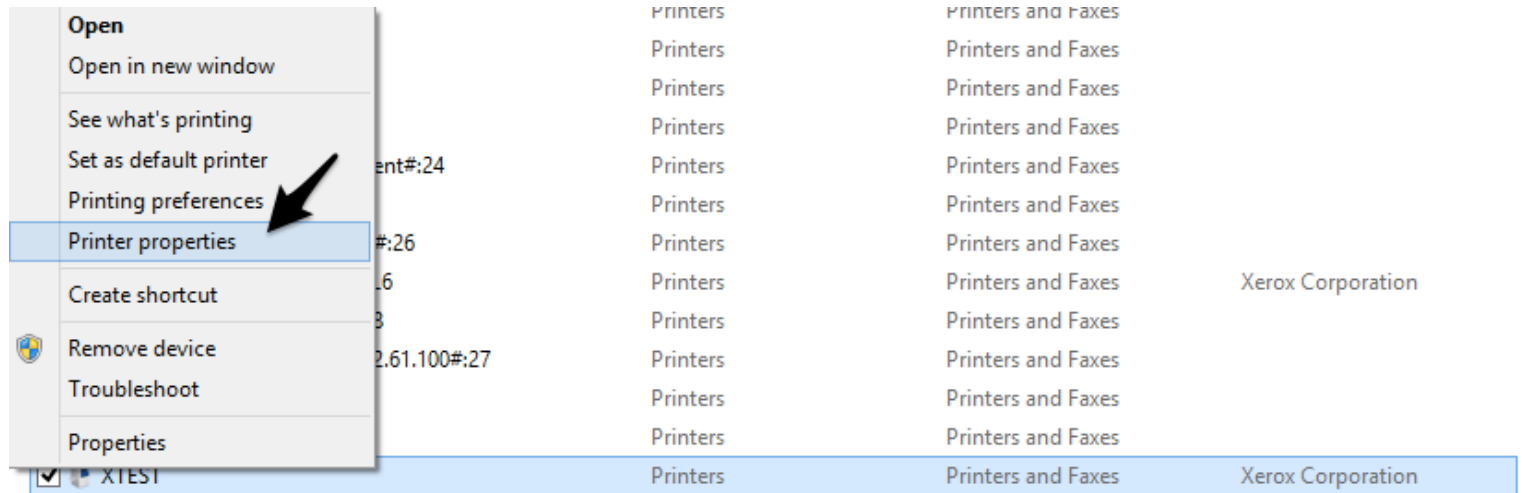 Open
Open in new window
See what's printing
Set as default printer
Printing preferences
Printer properties
Create shortcut
Remove device
Troubleshoot
Properties
Printers Printers and Faxes
Printers Printers and Faxes
Printers Printers and Faxes
Printers Printers and Faxes
ent#:24 Printers Printers and Faxes
Printers Printers and Faxes
#:26 Printers Printers and Faxes
.6 Printers Printers and Faxes Xerox Corporation
Printers Printers and Faxes
2.61.100#:27 Printers Printers and Faxes
Printers Printers and Faxes
Printers Printers and Faxes
XTEST Printers Printers and Faxes Xerox Corporation